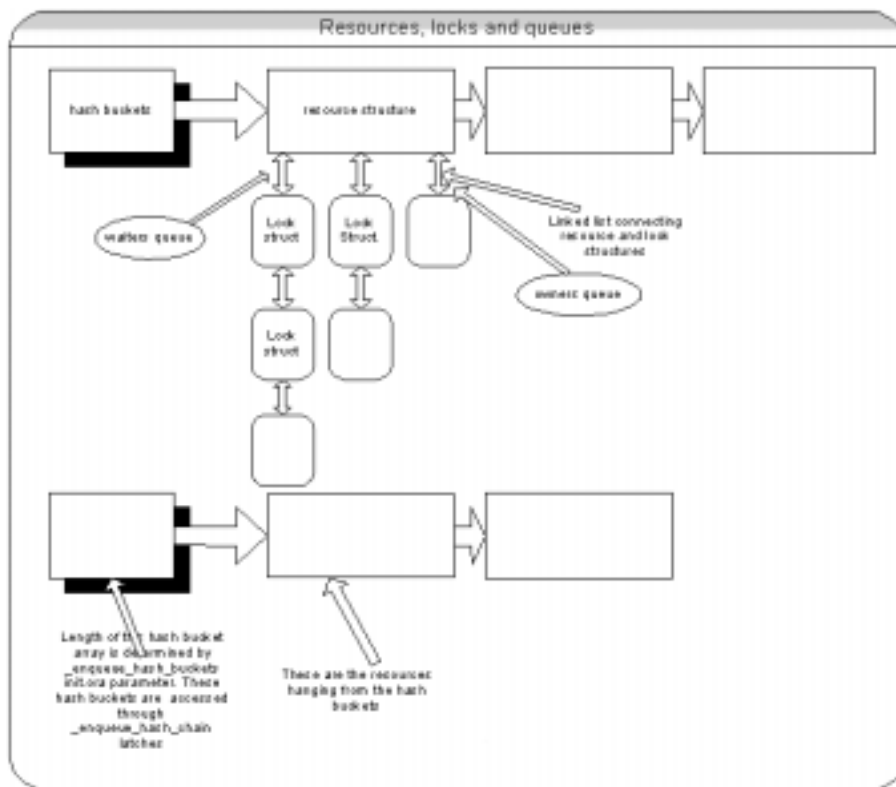 Resources, locks and queues
hash buckets
resource structure
waiters queue
Lock
struct
Lock
Struct.
Linked list connecting
resource and lock
structures
owners queue
Lock
struct
Length of the hash bucket
array is determined by
_enqueue_hash_buckets
init.ora parameter. These
hash buckets are accessed
through
_enqueue_hash_chain
latches
These are the resources
hanging from the hash
buckets